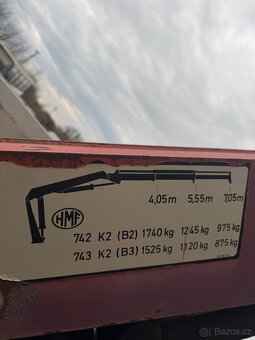 4,05m 5,55m 7,05m
HMF
742 K2 (B2) 1740 kg 1245 kg 975 kg
743 K2 (B3) 1525 kg 1120 kg 875 kg
Bazos.cz